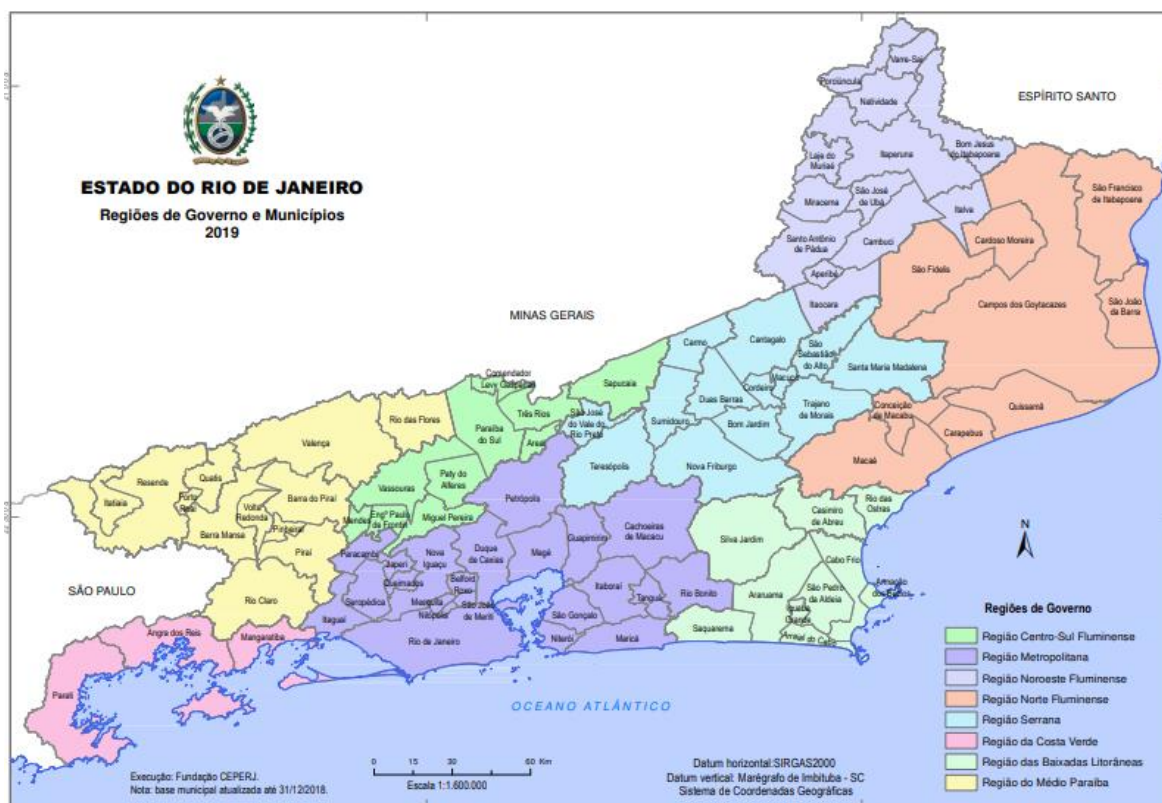 ESTADO DO RIO DE JANEIRO
Regiões de Governo e Municípios
2019
ESPÍRITO SANTO
MINAS GERAIS
SÃO PAULO
OCEANO ATLÂNTICO
N
Varre-Sai
Porciúncula
Natividade
Bom Jesus
do Itabapoana
Itaperuna
Laje do
Muriaé
São José
de Ubá
Miracema
Italva
Santo Antônio
de Pádua
Cambuci
Aperibé
Itaocara
São Francisco
de Itabapoana
Cardoso Moreira
São Fidelis
Campos dos Goytacazes
São João
da Barra
Conceição
de Macabu
Quissamã
Carapebus
Macaé
Carmo
Cantagalo
São
Sebastião
do Alto
Santa Maria Madalena
Macuco
Cordeiro
Duas Barras
Trajano
de Morais
Sumidouro
Bom Jardim
São José
do Vale do
Rio Preto
Teresópolis
Nova Friburgo
Comendador
Levy Gasparian
Sapucaia
Três Rios
Paraíba
do Sul
Areal
Paty do
Alferes
Vassouras
Engº Paulo
de Frontin
Mendes
Miguel Pereira
Rio das Flores
Valença
Resende
Quatis
Itatiaia
Porto
Real
Barra do Piraí
Volta
Redonda
Barra Mansa
Pinheiral
Piraí
Rio Claro
Petrópolis
Paracambi
Nova
Iguaçu
Duque
de Caxias
Magé
Guapimirim
Cachoeiras
de Macacu
Japeri
Queimados
Belford
Roxo
Seropédica
Mesquita
Nilópolis
São João
de Meriti
Itaguaí
Rio de Janeiro
Itaboraí
Tanguá
Rio Bonito
São Gonçalo
Niterói
Maricá
Rio das
Ostras
Casimiro
de Abreu
Silva Jardim
Cabo Frio
Armação
dos Búzios
São Pedro
da Aldeia
Araruama
Iguaba
Grande
Saquarema
Arraial do Cabo
Angra dos Reis
Mangaratiba
Parati
Regiões de Governo
Região Centro-Sul Fluminense
Região Metropolitana
Região Noroeste Fluminense
Região Norte Fluminense
Região Serrana
Região da Costa Verde
Região das Baixadas Litorâneas
Região do Médio Paraíba
Execução: Fundação CEPERJ.
Nota: base municipal atualizada até 31/12/2018.
0 15 30 60 Km
Escala 1:1.600.000
Datum horizontal:SIRGAS2000
Datum vertical: Marégrafo de Imbituba - SC
Sistema de Coordenadas Geográficas